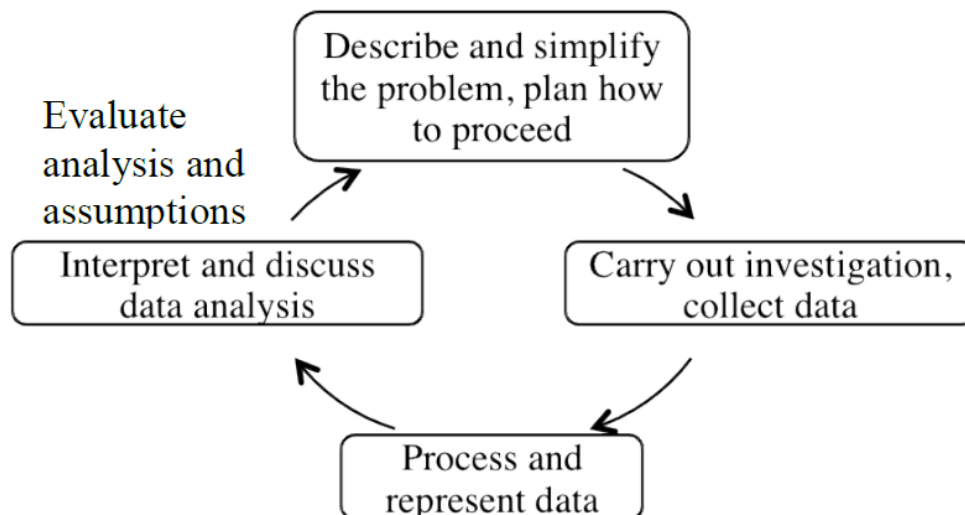 Describe and simplify
the problem, plan how
to proceed
Evaluate
analysis and
assumptions
Interpret and discuss
data analysis
Carry out investigation,
collect data
Process and
represent data